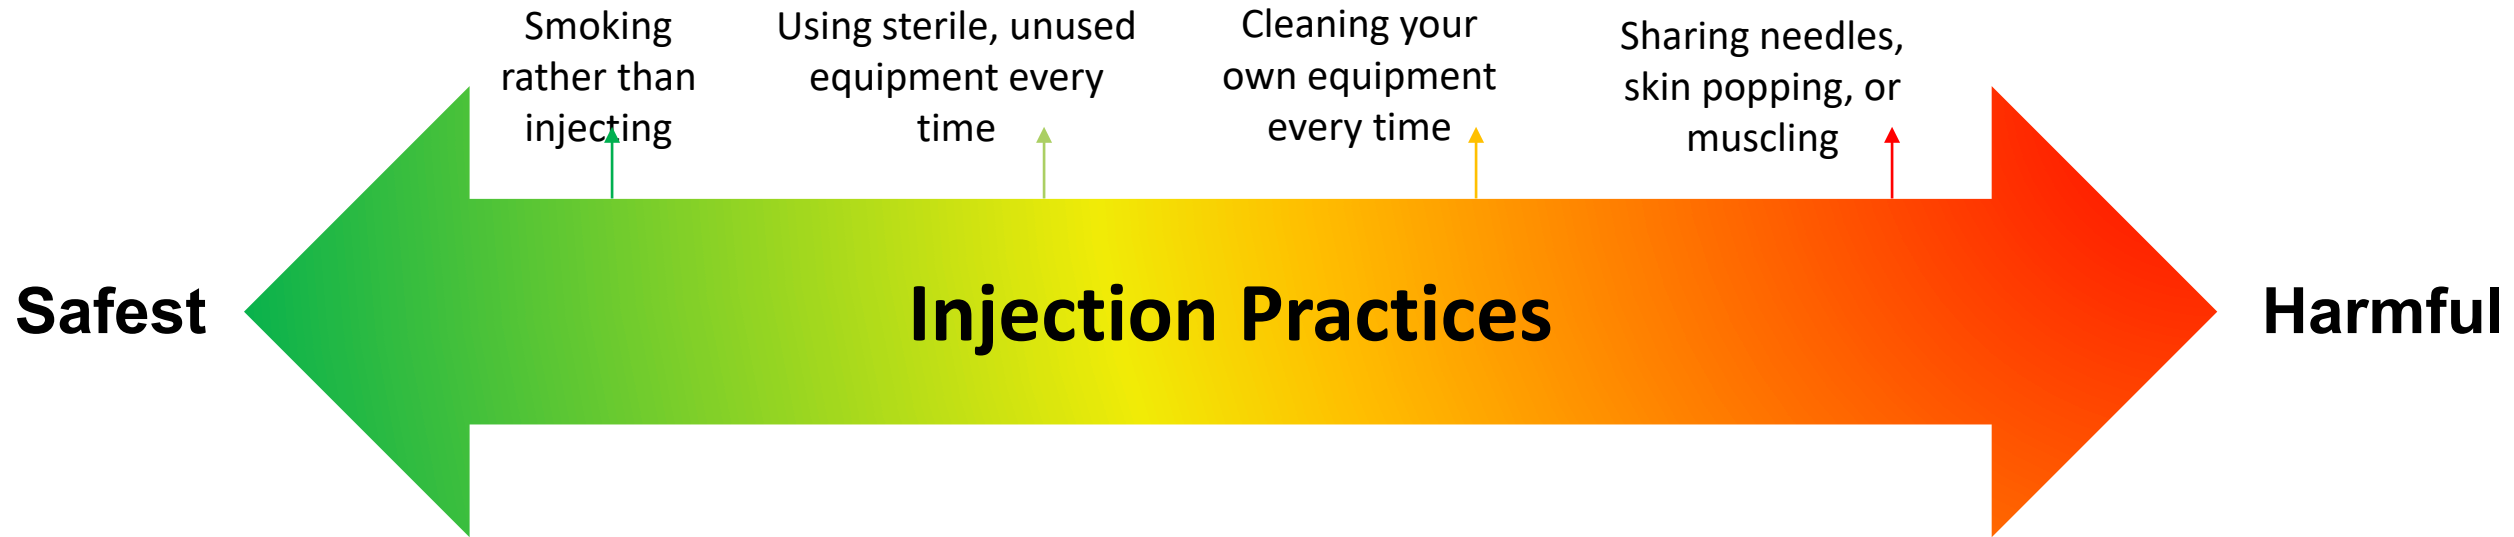 Smoking
rather than
injecting
Using sterile, unused
equipment every
time
Cleaning your
own equipment
every time
Sharing needles,
skin popping, or
muscling
Safest
Injection Practices
Harmful